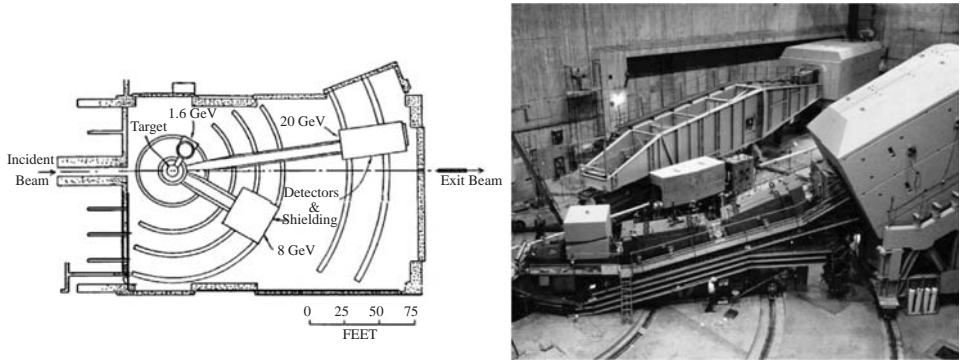 1.6 GeV
Target
20 GeV
Incident
Beam
Exit Beam
Detectors
&
Shielding
8 GeV
0 25 50 75
FEET